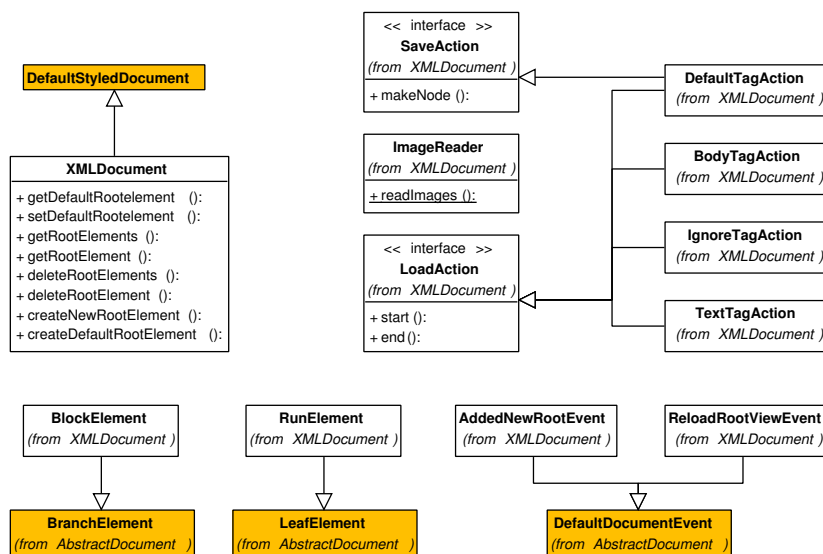 DefaultStyledDocument
XMLDocument
+ getDefaultRootelement ():
+ setDefaultRootelement ():
+ getRootElements ():
+ getRootElement ():
+ deleteRootElements ():
+ deleteRootElement ():
+ createNewRootElement ():
+ createDefaultRootElement ():
<< interface >>
SaveAction
(from XMLDocument )
+ makeNode ():
ImageReader
(from XMLDocument )
+ readImages ():
<< interface >>
LoadAction
(from XMLDocument )
+ start ():
+ end():
DefaultTagAction
(from XMLDocument )
BodyTagAction
(from XMLDocument )
IgnoreTagAction
(from XMLDocument )
TextTagAction
(from XMLDocument )
BlockElement
(from XMLDocument )
RunElement
(from XMLDocument )
AddedNewRootEvent
(from XMLDocument )
ReloadRootViewEvent
(from XMLDocument )
BranchElement
(from AbstractDocument )
LeafElement
(from AbstractDocument )
DefaultDocumentEvent
(from AbstractDocument )